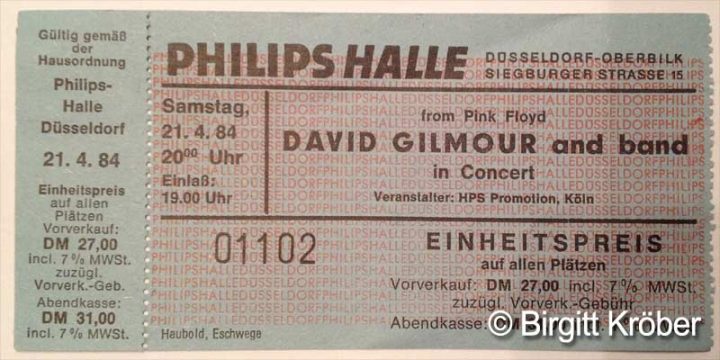 Gültig gemäß
der
Hausordnung
Philips-
Halle
Düsseldorf
21. 4. 84
Einheitspreis
auf allen
Plätzen
Vorverkauf:
DM 27,00
incl. 7% MWSt.
zuzügl.
Vorverk.-Geb.
Abendkasse:
DM 31,00
incl. 7% MWSt.
PHILIPS HALLE
DÜSSELDORF-OBERBILK
SIEGBURGER STRASSE 15
Samstag,
21. 4. 84
20⁰⁰ Uhr
Einlaß:
19.00 Uhr
from Pink Floyd
DAVID GILMOUR and band
in Concert
Veranstalter: HPS Promotion, Köln
01102
EINHEITSPREIS
auf allen Plätzen
Vorverkauf: DM 27,00 incl. 7% MWSt.
zuzügl. Vorverk.-Gebühr
Abendkasse:
Haubold, Eschwege
© Birgitt Kröber